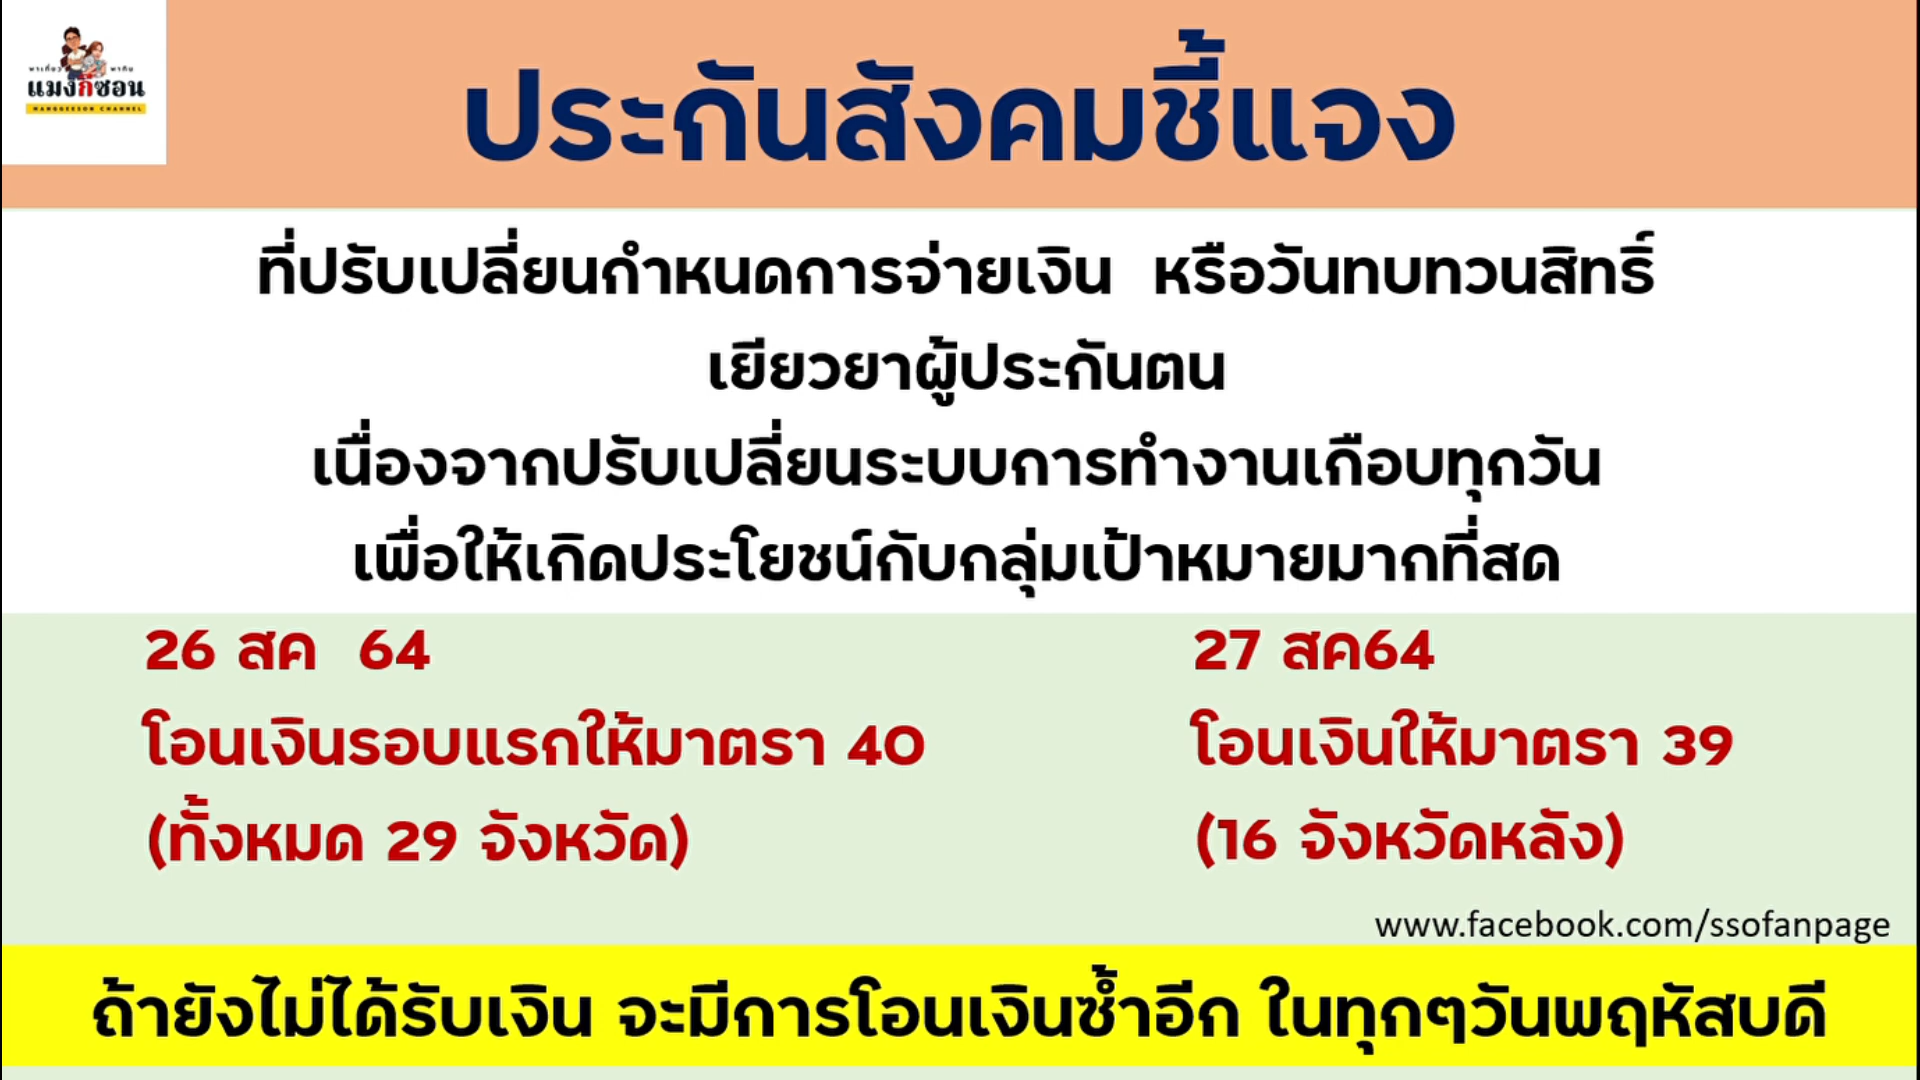 พาเที่ยว พากิน
แมงกี้ซอน
MANGGEESON CHANNEL
ประกันสังคมชี้แจง
ที่ปรับเปลี่ยนกำหนดการจ่ายเงิน หรือวันทบทวนสิทธิ์
เยียวยาผู้ประกันตน
เนื่องจากปรับเปลี่ยนระบบการทำงานเกือบทุกวัน
เพื่อให้เกิดประโยชน์กับกลุ่มเป้าหมายมากที่สด
26 สค 64
โอนเงินรอบแรกให้มาตรา 40
(ทั้งหมด 29 จังหวัด)
27 สค64
โอนเงินให้มาตรา 39
(16 จังหวัดหลัง)
www.facebook.com/ssofanpage
ถ้ายังไม่ได้รับเงิน จะมีการโอนเงินซ้ำอีก ในทุกๆวันพฤหัสบดี